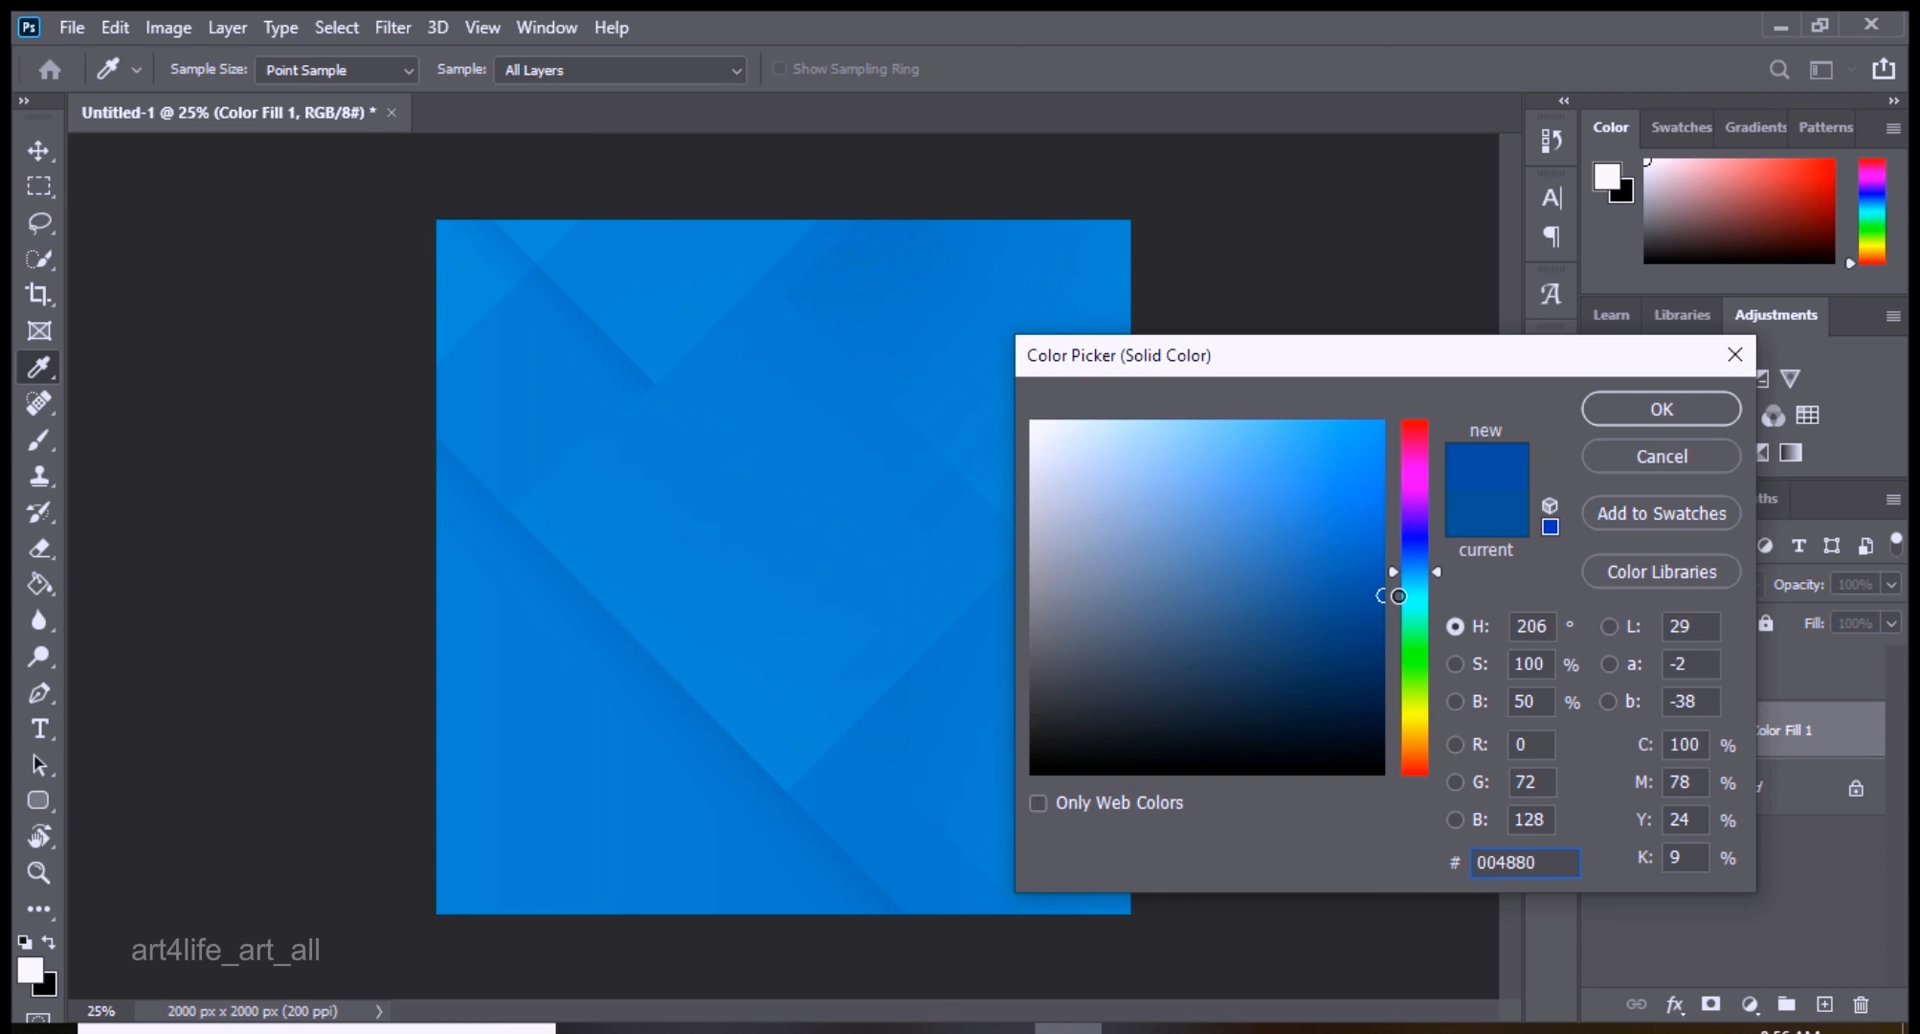 Ps File Edit Image Layer Type Select Filter 3D View Window Help
Sample Size: Point Sample Sample: All Layers Show Sampling Ring
Untitled-1 @ 25% (Color Fill 1, RGB/8#) * ×
Color Swatches Gradients Patterns
Learn Libraries Adjustments
Color Picker (Solid Color)
new
current
OK
Cancel
Add to Swatches
Color Libraries
H: 206 ° L: 29
S: 100 % a: -2
B: 50 % b: -38
R: 0 C: 100 %
G: 72 M: 78 %
B: 128 Y: 24 %
# 004880 K: 9 %
Only Web Colors
Opacity: 100%
Fill: 100%
Color Fill 1
art4life_art_all
25% 2000 px x 2000 px (200 ppi)